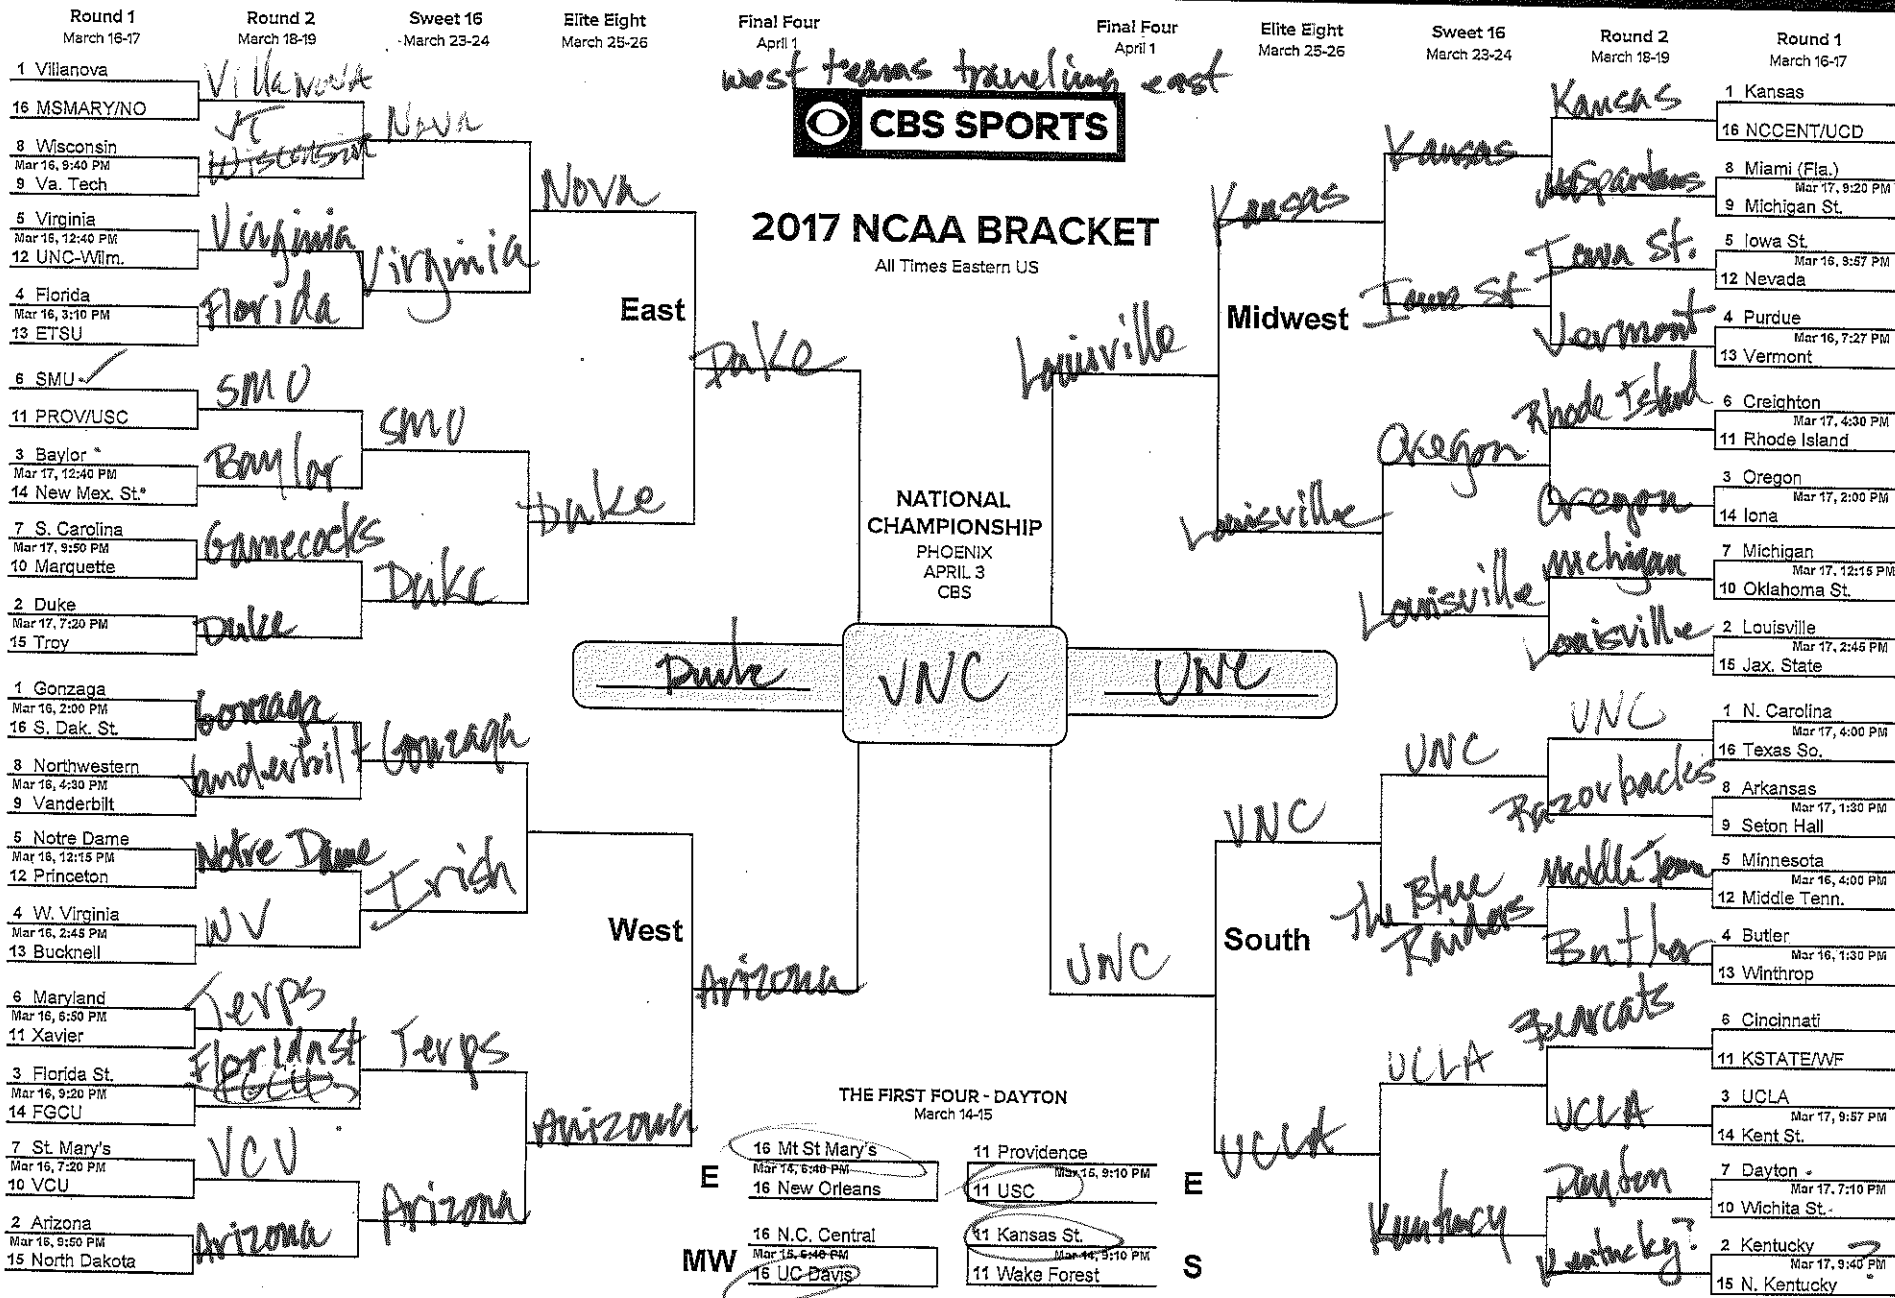 Round 1
March 16-17
Round 2
March 18-19
Sweet 16
March 23-24
Elite Eight
March 25-26
Final Four
April 1
Final Four
April 1
Elite Eight
March 25-26
Sweet 16
March 23-24
Round 2
March 18-19
Round 1
March 16-17
west teams traveling east
CBS SPORTS
2017 NCAA BRACKET
All Times Eastern US
1 Villanova
16 MSMARY/NO
8 Wisconsin
Mar 16, 9:40 PM
9 Va. Tech
5 Virginia
Mar 16, 12:40 PM
12 UNC-Wilm.
4 Florida
Mar 16, 3:10 PM
13 ETSU
6 SMU
11 PROV/USC
3 Baylor
Mar 17, 12:40 PM
14 New Mex. St.
7 S. Carolina
Mar 17, 9:50 PM
10 Marquette
2 Duke
Mar 17, 7:20 PM
15 Troy
Villanova
VT
Wisconsin
Virginia
Florida
SMU
Baylor
Gamecocks
Duke
Nova
Virginia
SMU
Duke
Nova
Duke
East
Duke
1 Gonzaga
Mar 16, 2:00 PM
16 S. Dak. St.
8 Northwestern
Mar 16, 4:30 PM
9 Vanderbilt
5 Notre Dame
Mar 16, 12:15 PM
12 Princeton
4 W. Virginia
Mar 16, 2:45 PM
13 Bucknell
6 Maryland
Mar 16, 6:50 PM
11 Xavier
3 Florida St.
Mar 16, 9:20 PM
14 FGCU
7 St. Mary's
Mar 16, 7:20 PM
10 VCU
2 Arizona
Mar 16, 9:50 PM
15 North Dakota
Gonzaga
Vanderbilt
Notre Dame
WV
Terps
Florida St
FGCU
VCU
Arizona
Gonzaga
Irish
Terps
Arizona
Arizona
West
Arizona
NATIONAL
CHAMPIONSHIP
PHOENIX
APRIL 3
CBS
Duke
UNC
UNC
Louisville
Midwest
Kansas
Louisville
Kansas
Iowa St
Oregon
Louisville
Kansas
M Spartans
Iowa St.
Vermont
Rhode Island
Oregon
Michigan
Louisville
1 Kansas
16 NCCENT/UCD
8 Miami (Fla.)
Mar 17, 9:20 PM
9 Michigan St.
5 Iowa St.
Mar 16, 9:57 PM
12 Nevada
4 Purdue
Mar 16, 7:27 PM
13 Vermont
6 Creighton
Mar 17, 4:30 PM
11 Rhode Island
3 Oregon
Mar 17, 2:00 PM
14 Iona
7 Michigan
Mar 17, 12:15 PM
10 Oklahoma St.
2 Louisville
Mar 17, 2:45 PM
15 Jax. State
UNC
South
UNC
UCLA
UNC
The Blue
Raiders
UCLA
Kentucky
UNC
Razorbacks
Middle Tenn
Butler
Bearcats
UCLA
Dayton
Kentucky?
1 N. Carolina
Mar 17, 4:00 PM
16 Texas So.
8 Arkansas
Mar 17, 1:30 PM
9 Seton Hall
5 Minnesota
Mar 16, 4:00 PM
12 Middle Tenn.
4 Butler
Mar 16, 1:30 PM
13 Winthrop
6 Cincinnati
11 KSTATE/WF
3 UCLA
Mar 17, 9:57 PM
14 Kent St.
7 Dayton
Mar 17, 7:10 PM
10 Wichita St.
2 Kentucky ?
Mar 17, 9:40 PM
15 N. Kentucky
THE FIRST FOUR - DAYTON
March 14-15
E
16 Mt St Mary's
Mar 14, 6:40 PM
16 New Orleans
11 Providence
Mar 15, 9:10 PM
11 USC
E
MW
16 N.C. Central
Mar 15, 6:40 PM
16 UC Davis
11 Kansas St.
Mar 14, 9:10 PM
11 Wake Forest
S